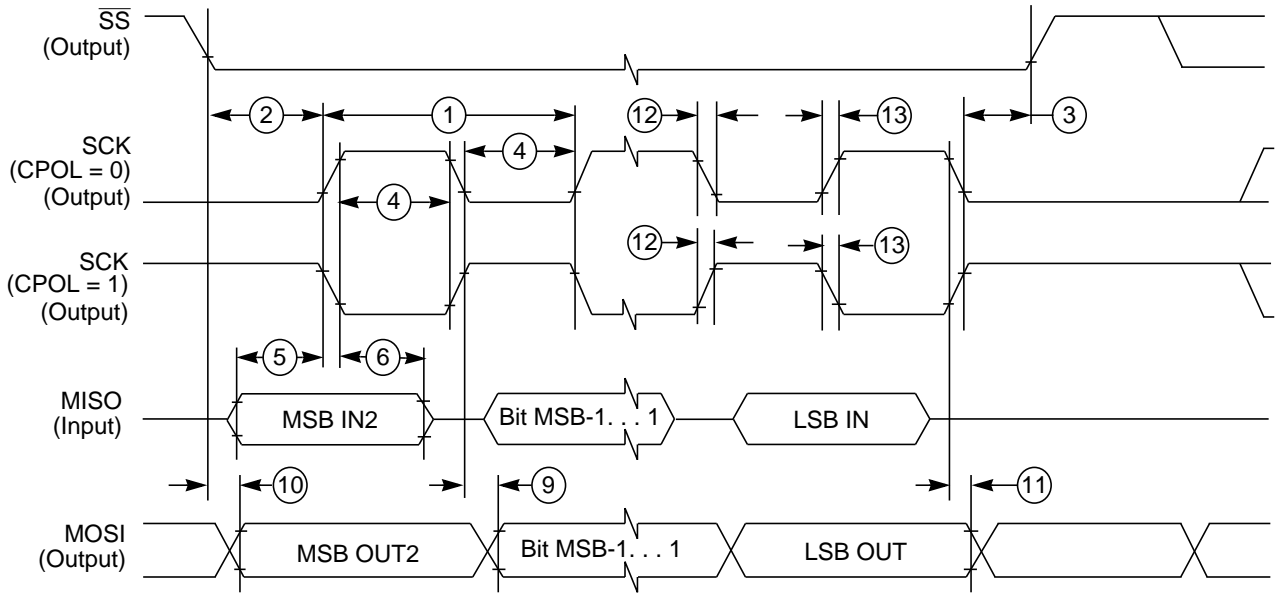 SS
(Output)
2
1
12
13
3
SCK
(CPOL = 0)
(Output)
4
4
12
13
SCK
(CPOL = 1)
(Output)
5
6
MISO
(Input)
MSB IN2
Bit MSB-1. . . 1
LSB IN
10
9
11
MOSI
(Output)
MSB OUT2
Bit MSB-1. . . 1
LSB OUT